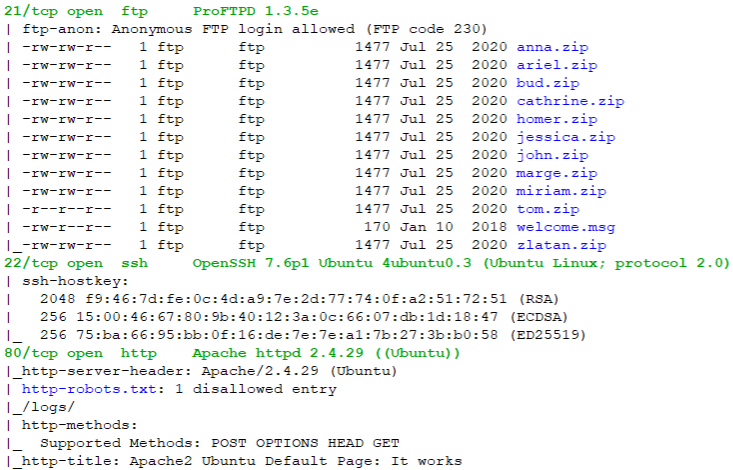 21/tcp open  ftp     ProFTPD 1.3.5e
| ftp-anon: Anonymous FTP login allowed (FTP code 230)
| -rw-rw-r--   1 ftp      ftp          1477 Jul 25  2020 anna.zip
| -rw-rw-r--   1 ftp      ftp          1477 Jul 25  2020 ariel.zip
| -rw-rw-r--   1 ftp      ftp          1477 Jul 25  2020 bud.zip
| -rw-rw-r--   1 ftp      ftp          1477 Jul 25  2020 cathrine.zip
| -rw-rw-r--   1 ftp      ftp          1477 Jul 25  2020 homer.zip
| -rw-rw-r--   1 ftp      ftp          1477 Jul 25  2020 jessica.zip
| -rw-rw-r--   1 ftp      ftp          1477 Jul 25  2020 john.zip
| -rw-rw-r--   1 ftp      ftp          1477 Jul 25  2020 marge.zip
| -rw-rw-r--   1 ftp      ftp          1477 Jul 25  2020 miriam.zip
| -r--r--r--   1 ftp      ftp          1477 Jul 25  2020 tom.zip
| -rw-r--r--   1 ftp      ftp           170 Jan 10  2018 welcome.msg
|_-rw-rw-r--   1 ftp      ftp          1477 Jul 25  2020 zlatan.zip
22/tcp open  ssh     OpenSSH 7.6p1 Ubuntu 4ubuntu0.3 (Ubuntu Linux; protocol 2.0)
| ssh-hostkey:
|   2048 f9:46:7d:fe:0c:4d:a9:7e:2d:77:74:0f:a2:51:72:51 (RSA)
|   256 15:00:46:67:80:9b:40:12:3a:0c:66:07:db:1d:18:47 (ECDSA)
|_  256 75:ba:66:95:bb:0f:16:de:7e:7e:a1:7b:27:3b:b0:58 (ED25519)
80/tcp open  http    Apache httpd 2.4.29 ((Ubuntu))
|_http-server-header: Apache/2.4.29 (Ubuntu)
| http-robots.txt: 1 disallowed entry
|_/logs/
| http-methods:
|_  Supported Methods: POST OPTIONS HEAD GET
|_http-title: Apache2 Ubuntu Default Page: It works